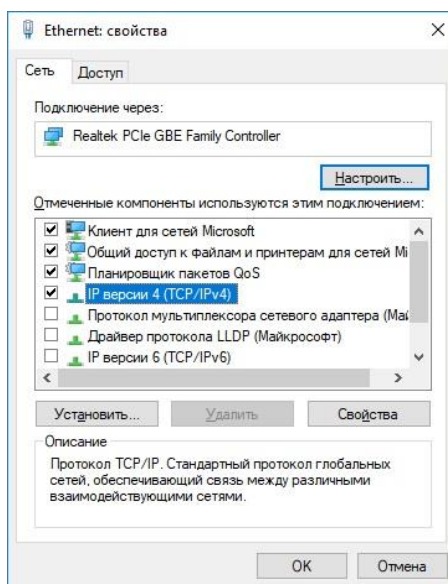 Ethernet: свойства
Сеть
Доступ
Подключение через:
Realtek PCIe GBE Family Controller
Настроить...
Отмеченные компоненты используются этим подключением:
Клиент для сетей Microsoft
Общий доступ к файлам и принтерам для сетей Mi
Планировщик пакетов QoS
IP версии 4 (TCP/IPv4)
Протокол мультиплексора сетевого адаптера (Май
Драйвер протокола LLDP (Майкрософт)
IP версии 6 (TCP/IPv6)
Установить...
Удалить
Свойства
Описание
Протокол TCP/IP. Стандартный протокол глобальных
сетей, обеспечивающий связь между различными
взаимодействующими сетями.
OK
Отмена